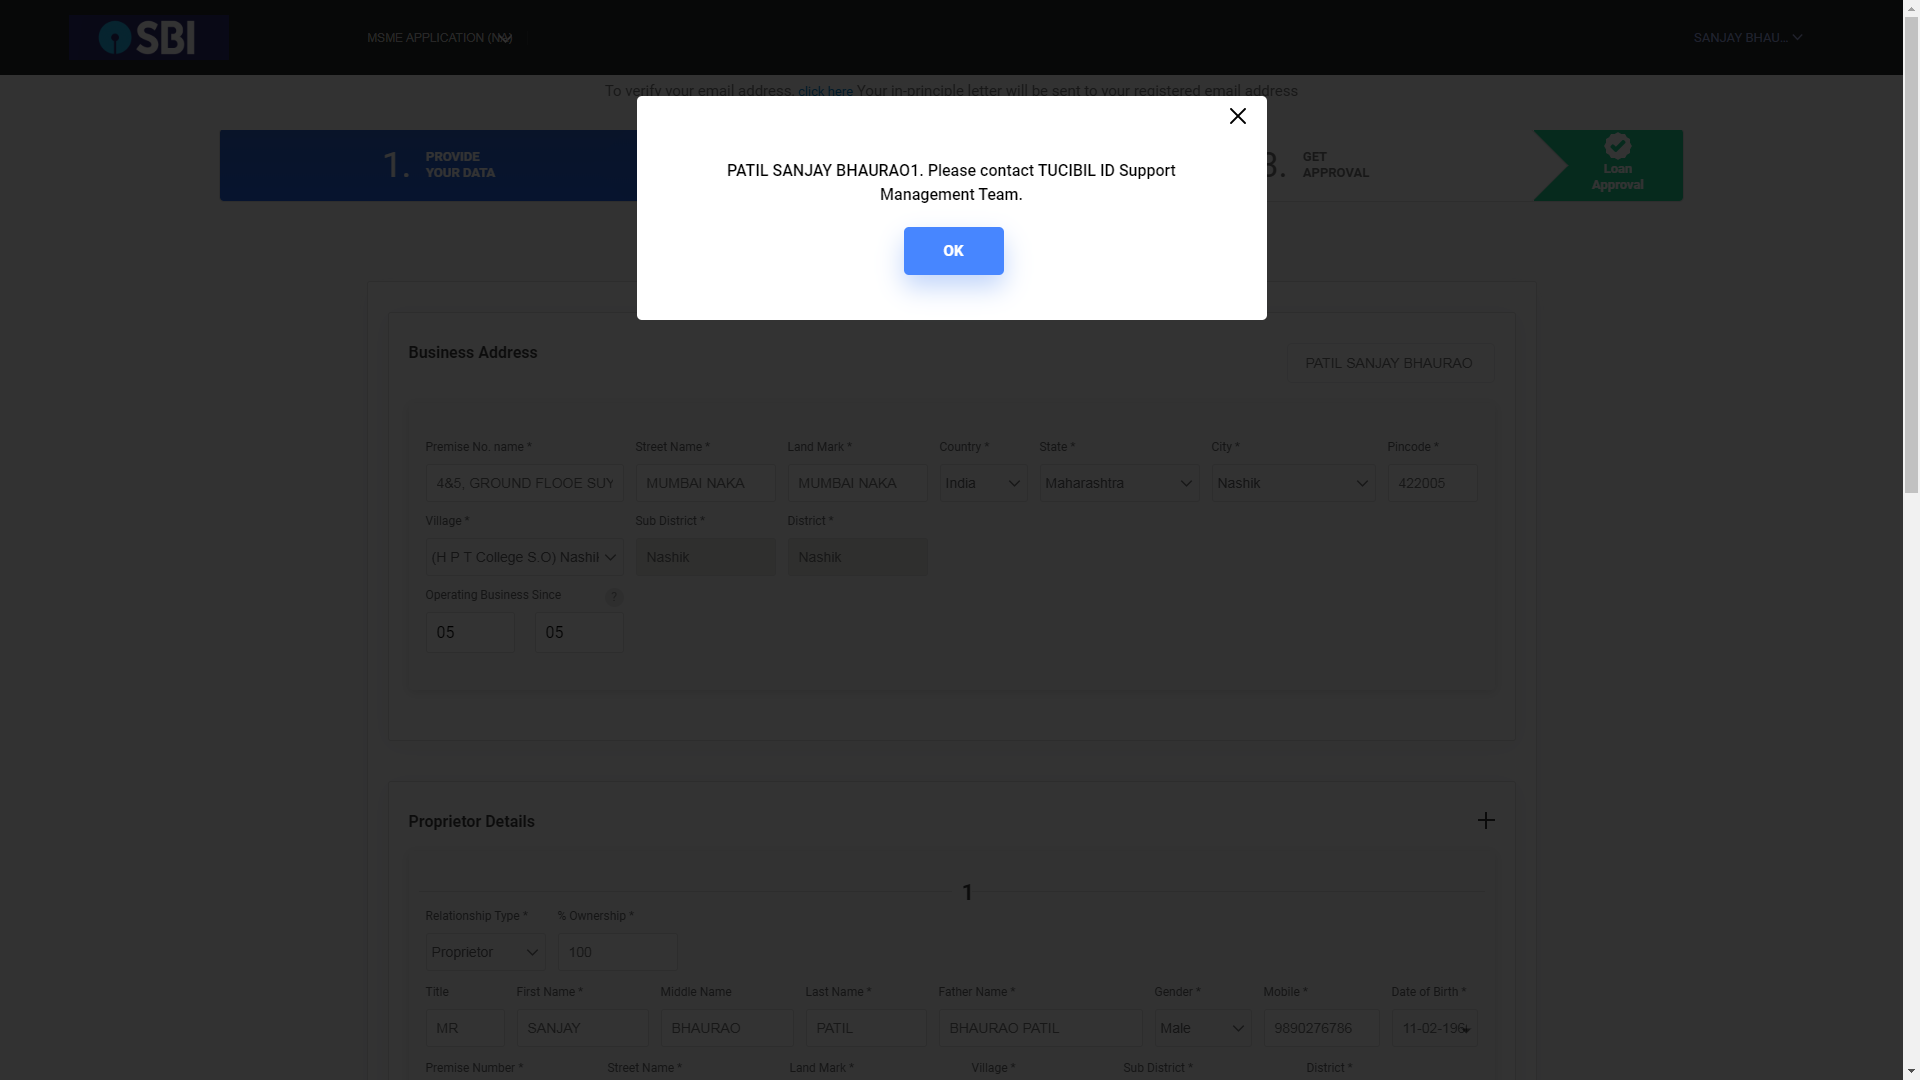 SBI
MSME APPLICATION (NM)
SANJAY BHAU...
To verify your email address, click here Your in-principle letter will be sent to your registered email address
1. PROVIDE
YOUR DATA
3. GET
APPROVAL
Loan
Approval
PATIL SANJAY BHAURAO1. Please contact TUCIBIL ID Support
Management Team.
OK
Business Address
PATIL SANJAY BHAURAO
Premise No. name * Street Name * Land Mark * Country * State * City * Pincode *
4&5, GROUND FLOOE SUY MUMBAI NAKA MUMBAI NAKA India Maharashtra Nashik 422005
Village * Sub District * District *
(H P T College S.O) Nashik Nashik Nashik
Operating Business Since ?
05 05
Proprietor Details
1
Relationship Type * % Ownership *
Proprietor 100
Title First Name * Middle Name Last Name * Father Name * Gender * Mobile * Date of Birth *
MR SANJAY BHAURAO PATIL BHAURAO PATIL Male 9890276786 11-02-196
Premise Number * Street Name * Land Mark * Village * Sub District * District *